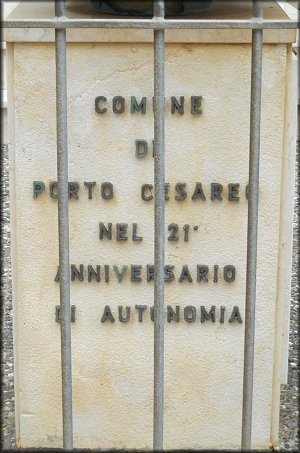 COMUNE
DI
PORTO CESAREO
NEL 21°
ANNIVERSARIO
DI AUTONOMIA